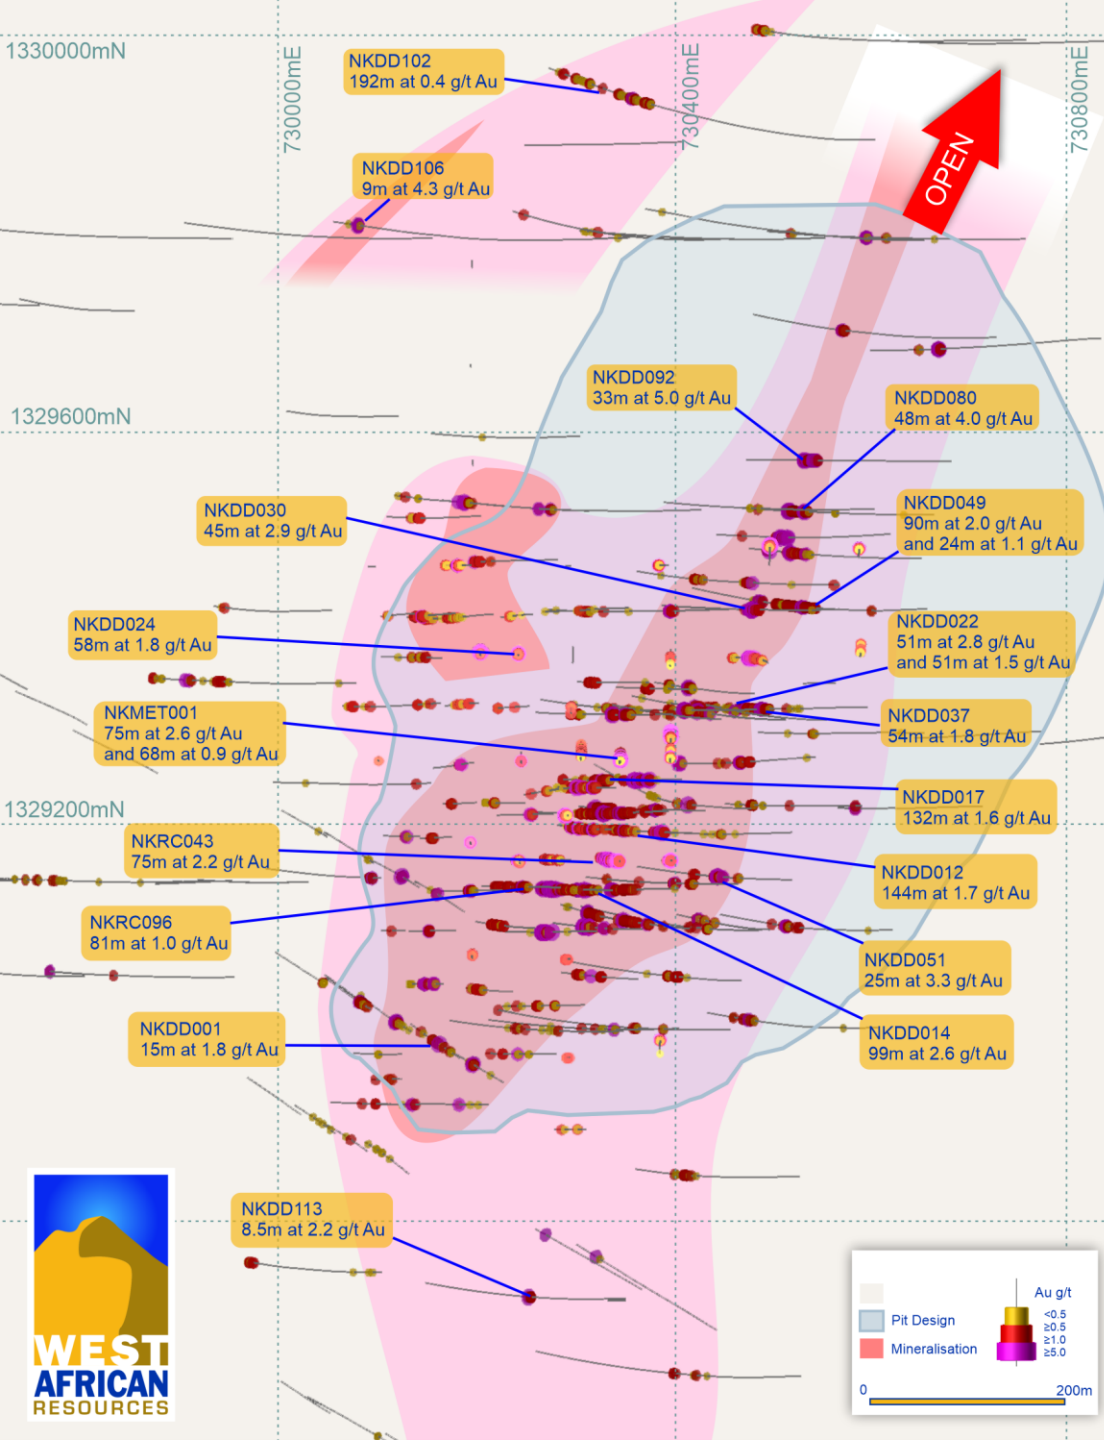 1330000mN
730000mE
730400mE
730800mE
NKDD102
192m at 0.4 g/t Au
OPEN
NKDD106
9m at 4.3 g/t Au
NKDD092
33m at 5.0 g/t Au
NKDD080
48m at 4.0 g/t Au
1329600mN
NKDD030
45m at 2.9 g/t Au
NKDD049
90m at 2.0 g/t Au
and 24m at 1.1 g/t Au
NKDD024
58m at 1.8 g/t Au
NKDD022
51m at 2.8 g/t Au
and 51m at 1.5 g/t Au
NKMET001
75m at 2.6 g/t Au
and 68m at 0.9 g/t Au
NKDD037
54m at 1.8 g/t Au
1329200mN
NKDD017
132m at 1.6 g/t Au
NKRC043
75m at 2.2 g/t Au
NKDD012
144m at 1.7 g/t Au
NKRC096
81m at 1.0 g/t Au
NKDD051
25m at 3.3 g/t Au
NKDD001
15m at 1.8 g/t Au
NKDD014
99m at 2.6 g/t Au
NKDD113
8.5m at 2.2 g/t Au
WEST
AFRICAN
RESOURCES
Au g/t
Pit Design
Mineralisation
<0.5
≥0.5
≥1.0
≥5.0
0 200m